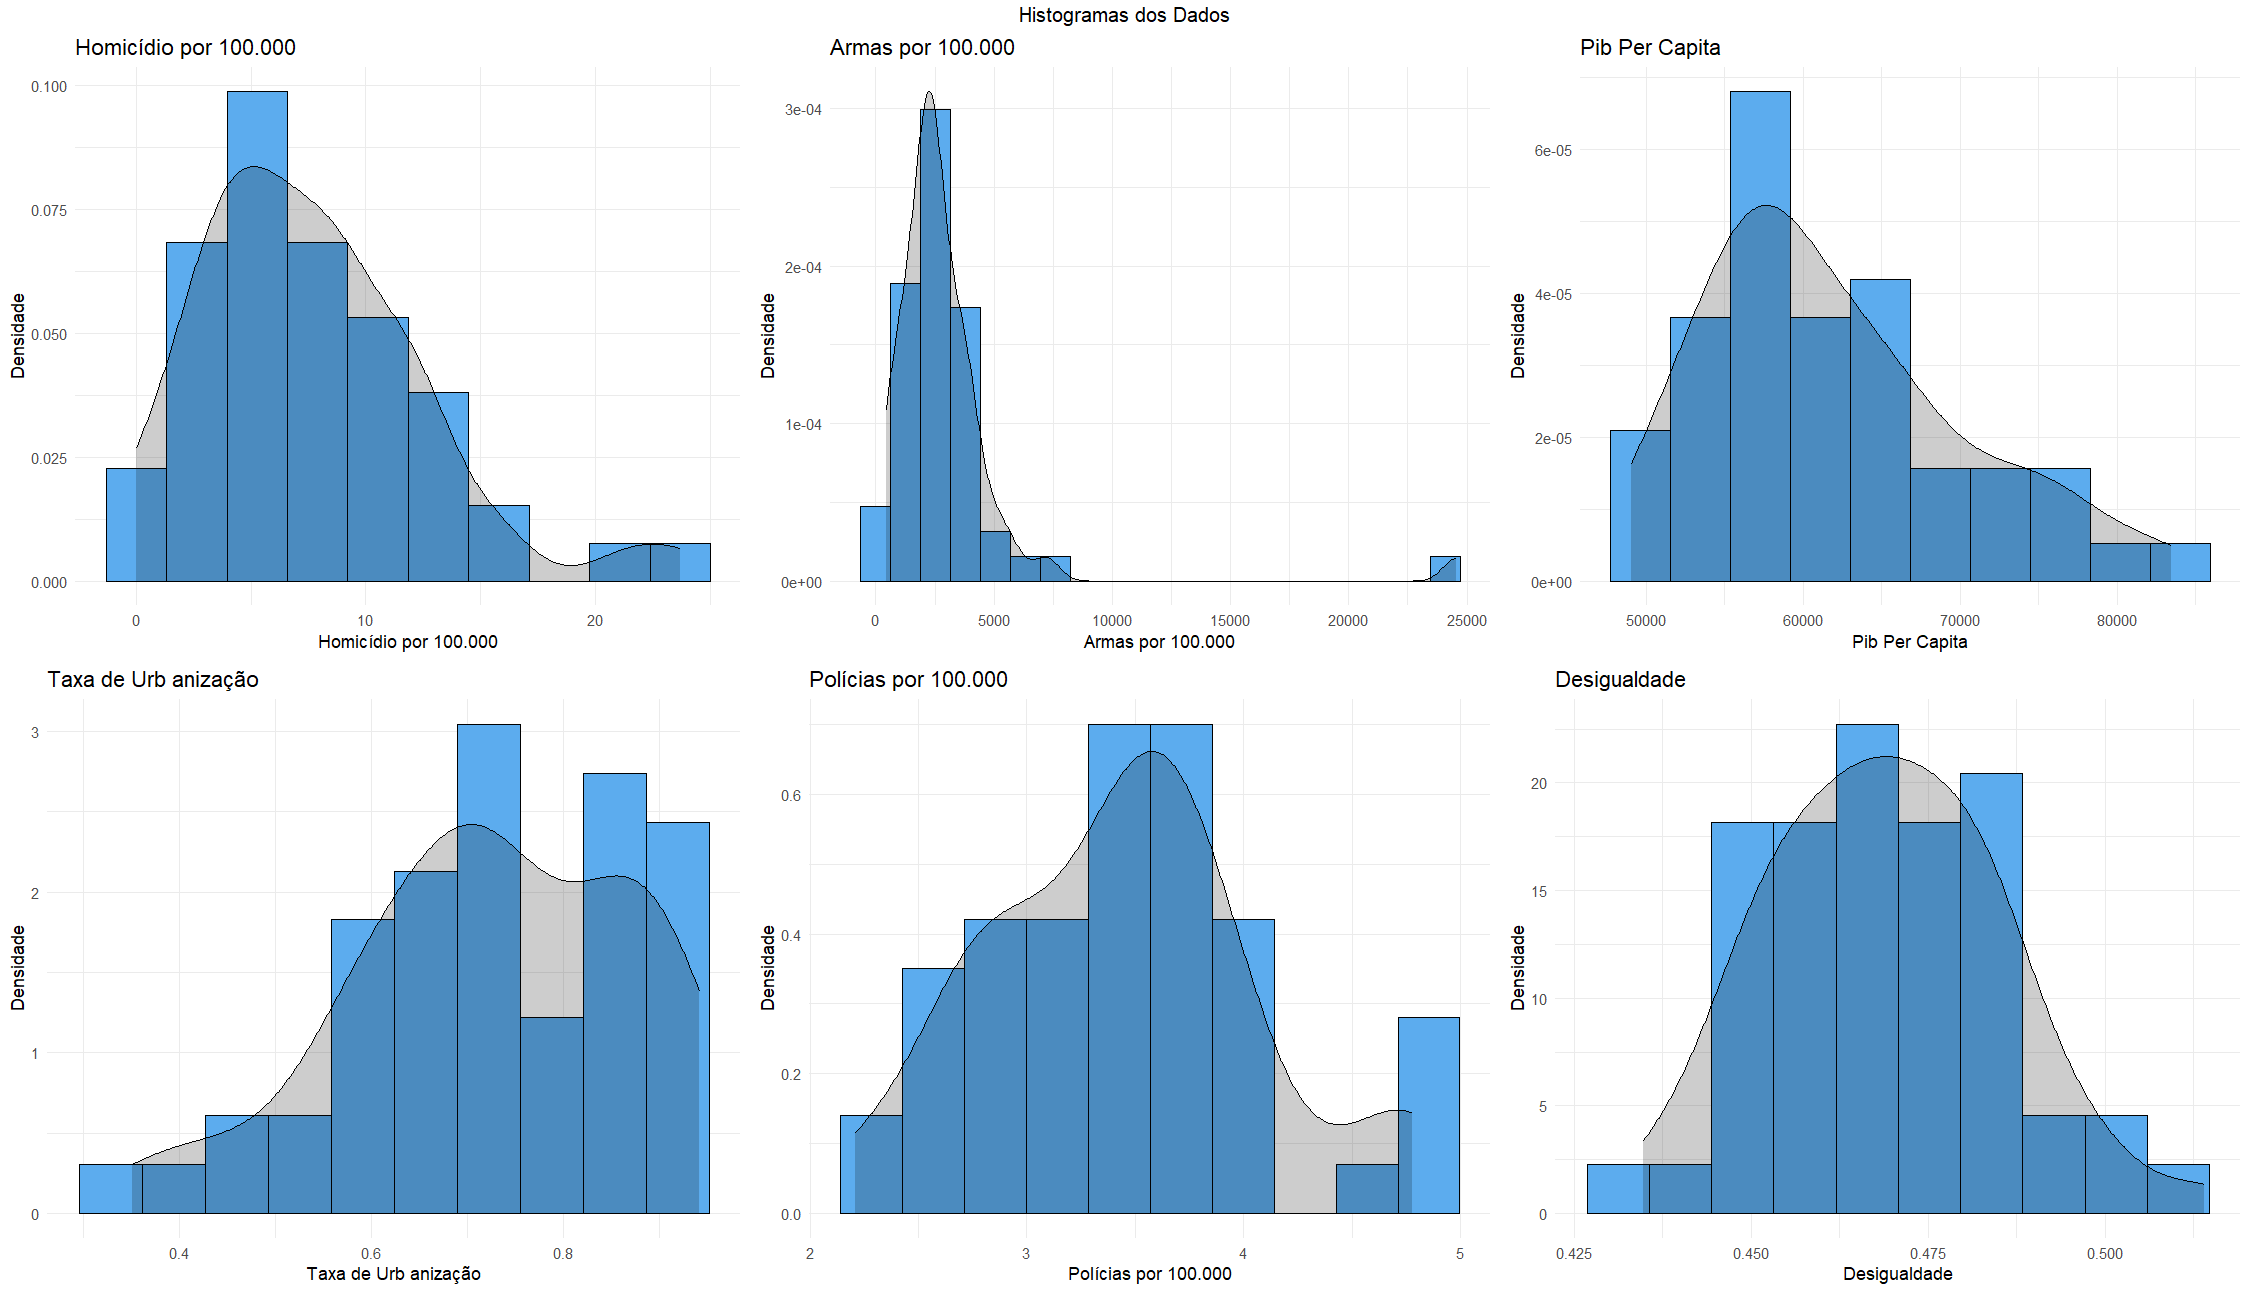 Histogramas dos Dados
Homicídio por 100.000
Densidade
0.100
0.075
0.050
0.025
0.000
0 10 20
Homicídio por 100.000
Armas por 100.000
Densidade
3e-04
2e-04
1e-04
0e+00
0 5000 10000 15000 20000 25000
Armas por 100.000
Pib Per Capita
Densidade
6e-05
4e-05
2e-05
0e+00
50000 60000 70000 80000
Pib Per Capita
Taxa de Urb anização
Densidade
3
2
1
0
0.4 0.6 0.8
Taxa de Urb anização
Polícias por 100.000
Densidade
0.6
0.4
0.2
0.0
2 3 4 5
Polícias por 100.000
Desigualdade
Densidade
20
15
10
5
0
0.425 0.450 0.475 0.500
Desigualdade